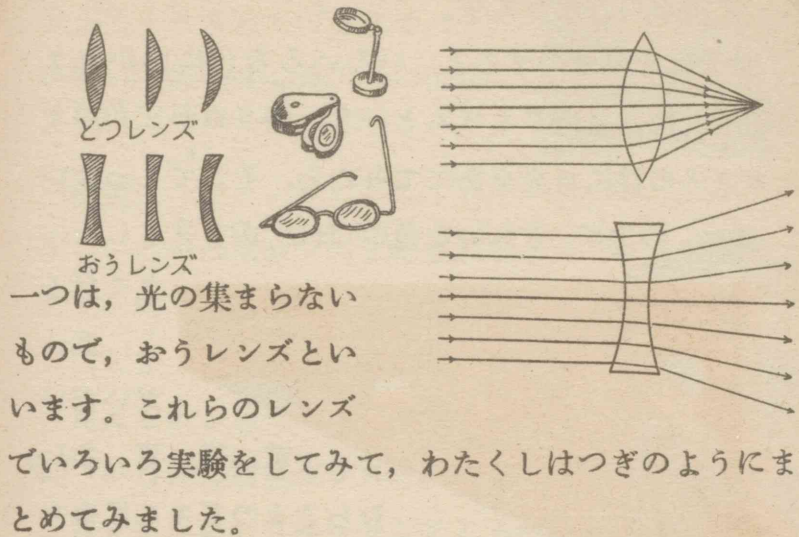 とつレンズ
おうレンズ
一つは，光の集まらない
もので，おうレンズとい
います。これらのレンズ
でいろいろ実験をしてみて，わたくしはつぎのようにま
とめてみました。